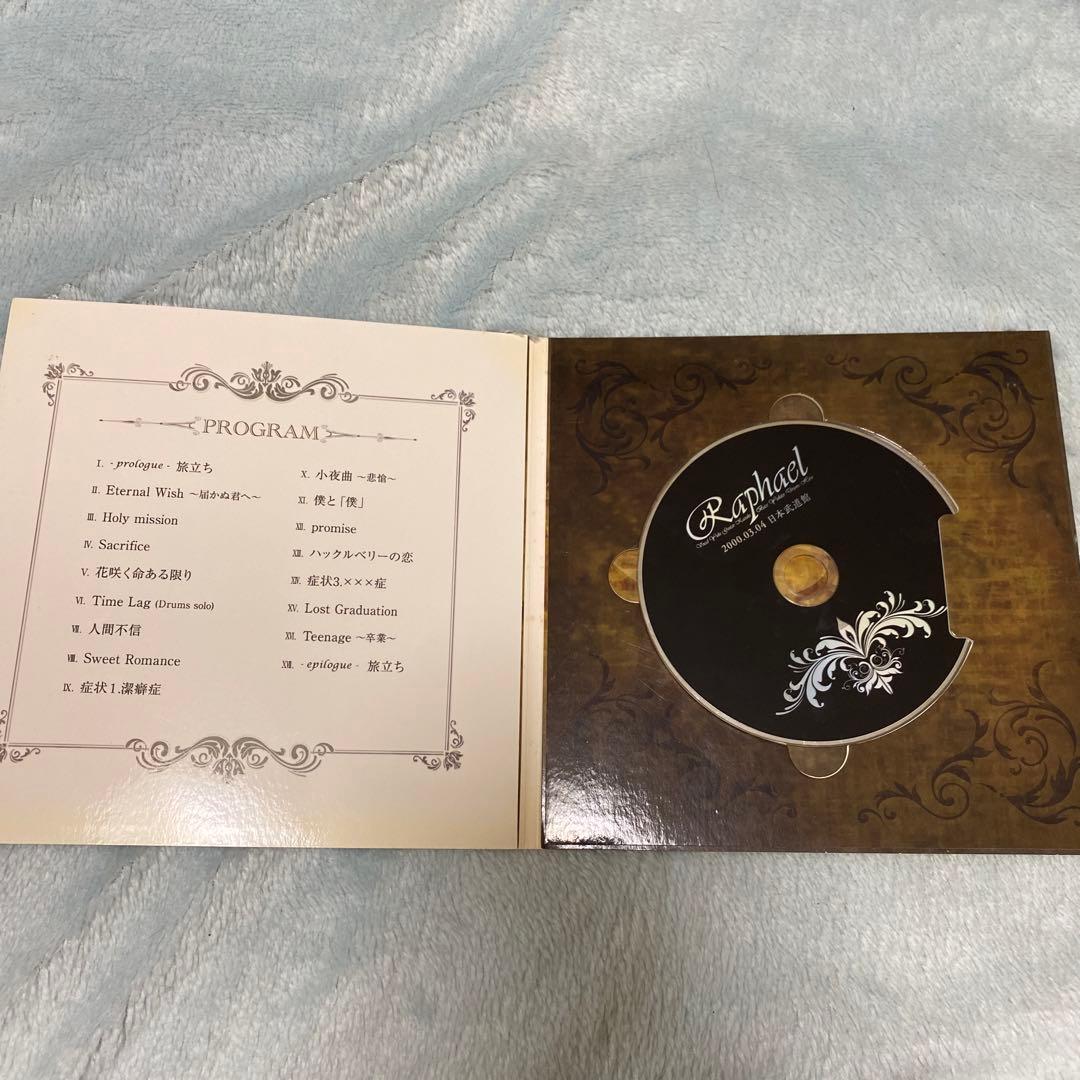 PROGRAM
I. - prologue - 旅立ち
II. Eternal Wish ～届かぬ君へ～
III. Holy mission
IV. Sacrifice
V. 花咲く命ある限り
VI. Time Lag (Drums solo)
VII. 人間不信
VIII. Sweet Romance
IX. 症状1.潔癖症
X. 小夜曲 ～悲愴～
XI. 僕と「僕」
XII. promise
XIII. ハックルベリーの恋
XIV. 症状3.×××症
XV. Lost Graduation
XVI. Teenage ～卒業～
XVII. - epilogue - 旅立ち
Raphael
2000.03.04 日本武道館